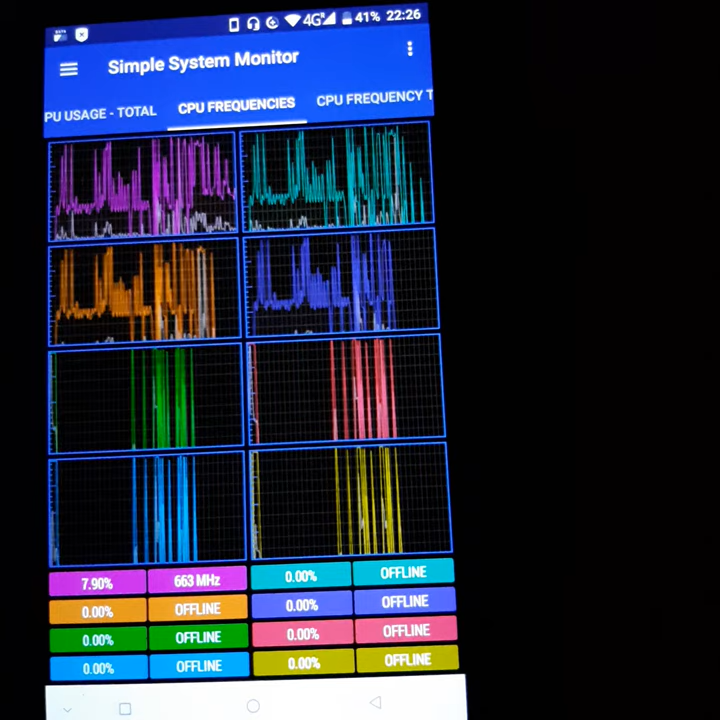 4G 41% 22:26
Simple System Monitor
PU USAGE - TOTAL CPU FREQUENCIES CPU FREQUENCY T
7.90% 663 MHz 0.00% OFFLINE
0.00% OFFLINE 0.00% OFFLINE
0.00% OFFLINE 0.00% OFFLINE
0.00% OFFLINE 0.00% OFFLINE